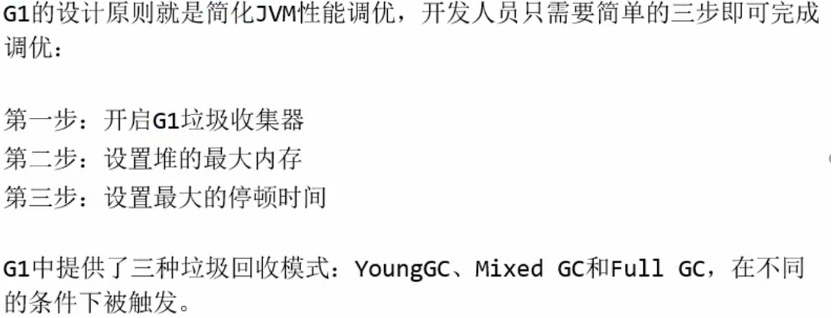 G1的设计原则就是简化JVM性能调优，开发人员只需要简单的三步即可完成
调优：
第一步：开启G1垃圾收集器
第二步：设置堆的最大内存
第三步：设置最大的停顿时间
G1中提供了三种垃圾回收模式：YoungGC、Mixed GC和Full GC，在不同
的条件下被触发。